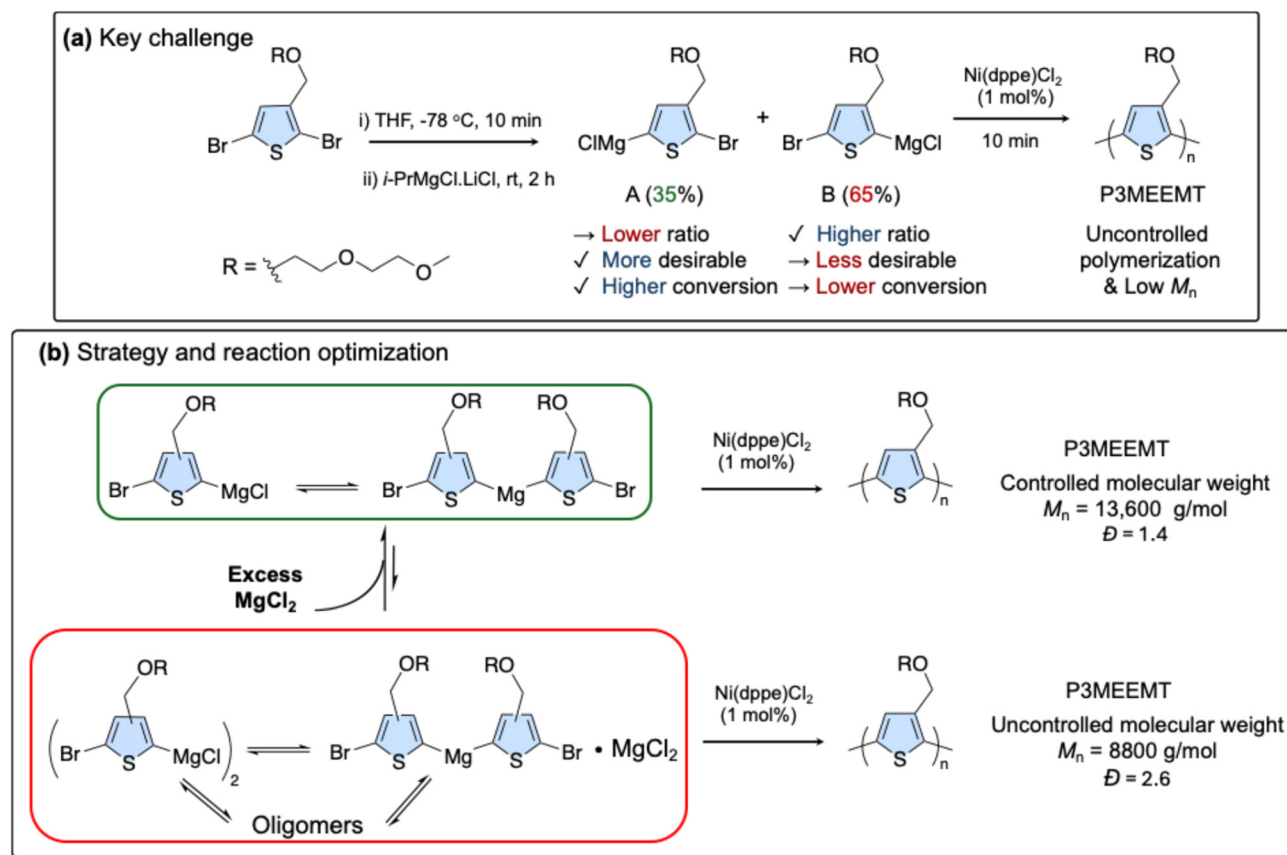 (a) Key challenge
RO
Br
S
Br
i) THF, -78 °C, 10 min
ii) i-PrMgCl.LiCl, rt, 2 h
RO
ClMg
S
Br
+
RO
Br
S
MgCl
Ni(dppe)Cl2
(1 mol%)
10 min
RO
S
n
A (35%)
B (65%)
P3MEEMT
→ Lower ratio
✓ More desirable
✓ Higher conversion
✓ Higher ratio
→ Less desirable
→ Lower conversion
Uncontrolled
polymerization
& Low Mn
R =
O
O
(b) Strategy and reaction optimization
OR
Br
S
MgCl
OR
RO
Br
S
Mg
S
Br
Ni(dppe)Cl2
(1 mol%)
RO
S
n
P3MEEMT
Controlled molecular weight
Mn = 13,600 g/mol
Đ = 1.4
Excess
MgCl2
OR
Br
S
MgCl
2
OR
RO
Br
S
Mg
S
Br • MgCl2
Oligomers
Ni(dppe)Cl2
(1 mol%)
RO
S
n
P3MEEMT
Uncontrolled molecular weight
Mn = 8800 g/mol
Đ = 2.6